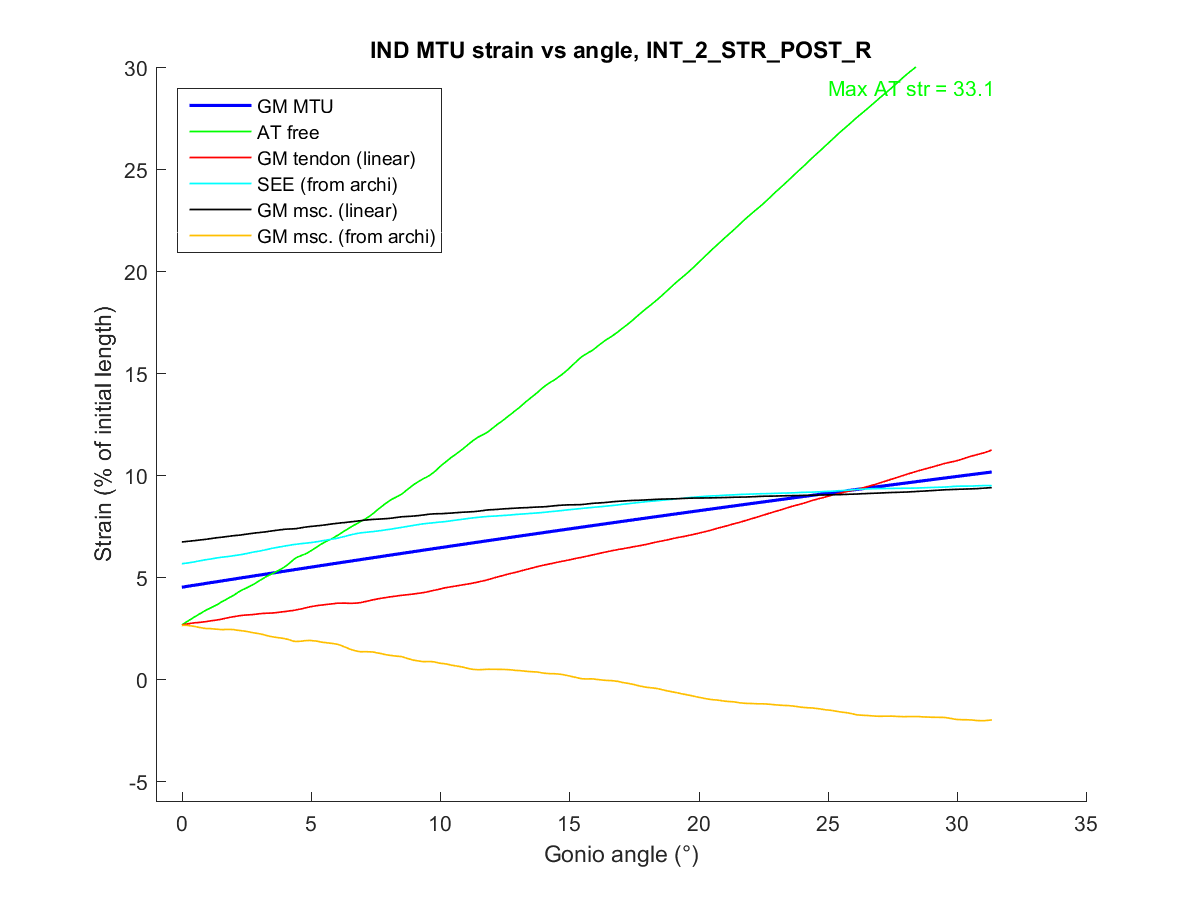 IND MTU strain vs angle, INT_2_STR_POST_R
30
25
20
15
10
5
0
-5
Strain (% of initial length)
GM MTU
AT free
GM tendon (linear)
SEE (from archi)
GM msc. (linear)
GM msc. (from archi)
Max AT str = 33.1
0 5 10 15 20 25 30 35
Gonio angle (°)